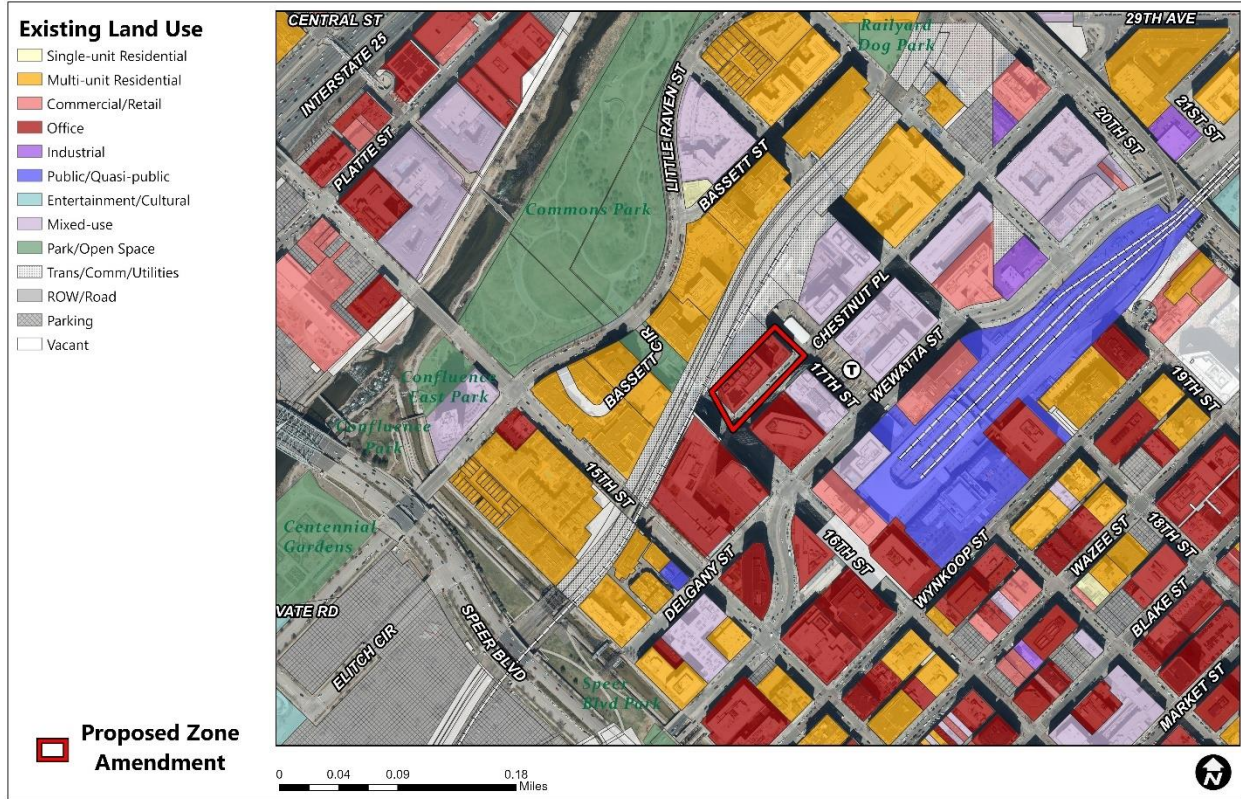 Existing Land Use
Single-unit Residential
Multi-unit Residential
Commercial/Retail
Office
Industrial
Public/Quasi-public
Entertainment/Cultural
Mixed-use
Park/Open Space
Trans/Comm/Utilities
ROW/Road
Parking
Vacant
Proposed Zone
Amendment
CENTRAL ST
INTERSTATE 25
PLATTE ST
LITTLE RAVEN ST
Railyard
Dog Park
29TH AVE
20TH ST
21ST ST
BASSETT ST
Commons Park
CHESTNUT PL
17TH ST
T
WEWATTA ST
BASSETT CIR
Confluence
East Park
Confluence
Park
19TH ST
15TH ST
Centennial
Gardens
18TH ST
WAZEE ST
16TH ST
WYNKOOP ST
DELGANY ST
BLAKE ST
VATE RD
ELITCH CIR
SPEER BLVD
Speer
Blvd Park
MARKET ST
0 0.04 0.09 0.18
Miles
N